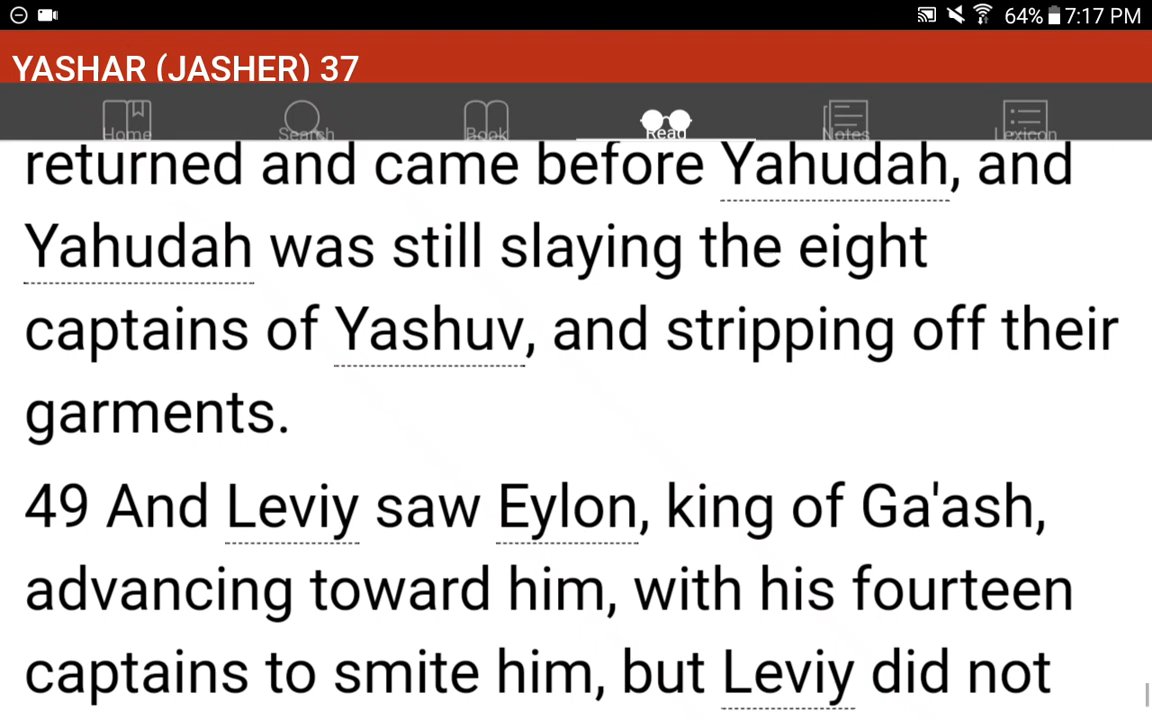 64% 7:17 PM
YASHAR (JASHER) 37
Home Search Book Read Notes Lexicon
returned and came before Yahudah, and
Yahudah was still slaying the eight
captains of Yashuv, and stripping off their
garments.
49 And Leviy saw Eylon, king of Ga'ash,
advancing toward him, with his fourteen
captains to smite him, but Leviy did not